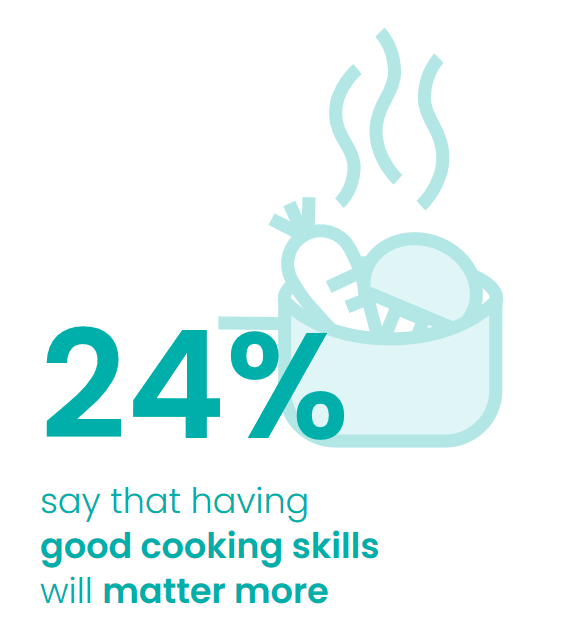 24%
say that having
good cooking skills
will matter more